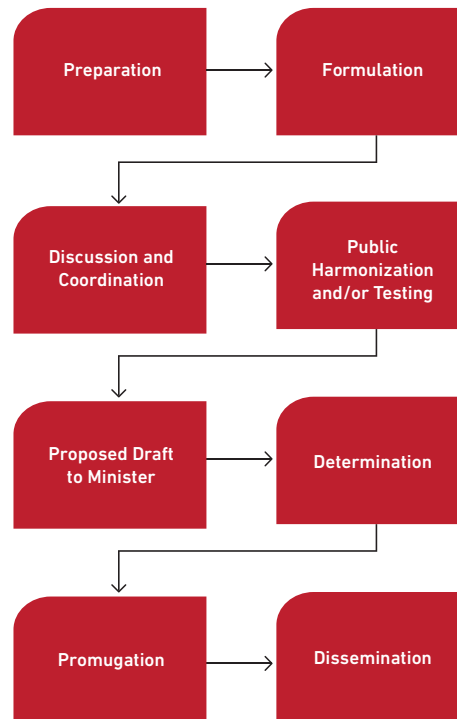 Preparation
Formulation
Discussion and
Coordination
Public
Harmonization
and/or Testing
Proposed Draft
to Minister
Determination
Promugation
Dissemination